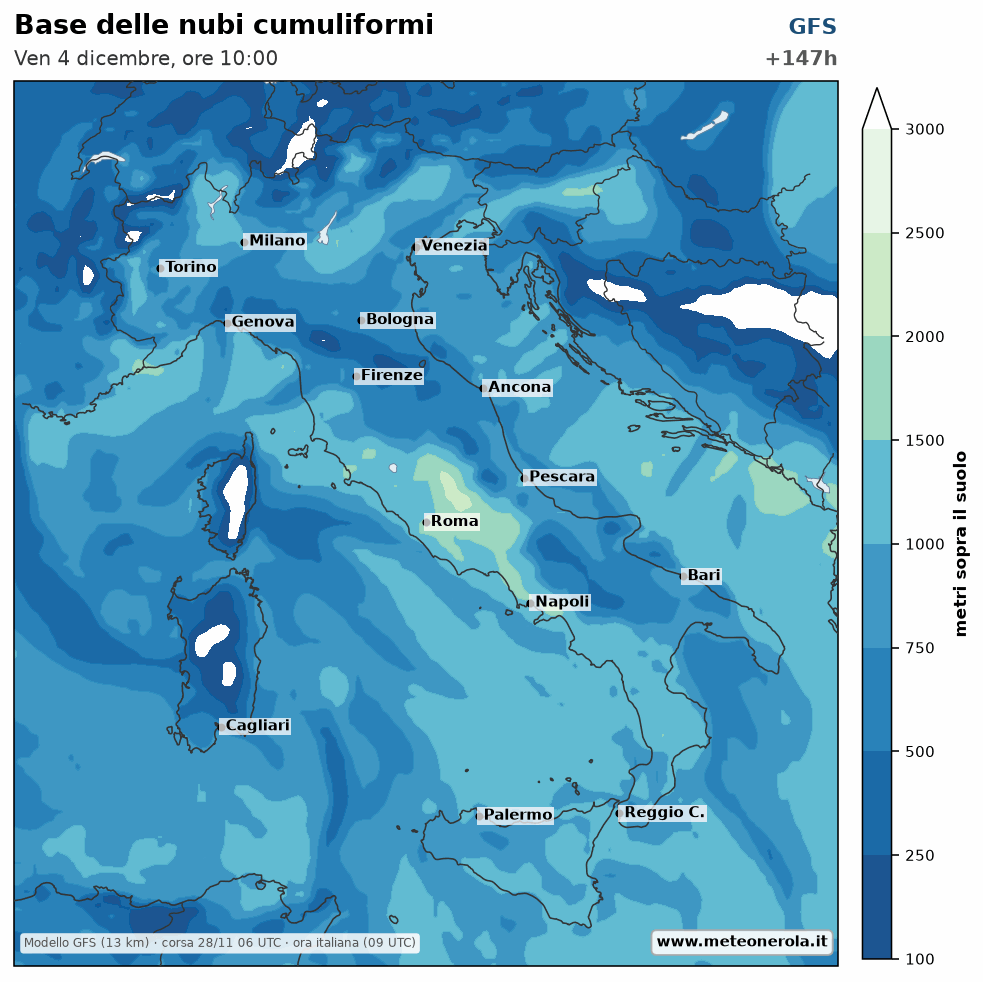 Base delle nubi cumuliformi
GFS
Ven 4 dicembre, ore 10:00
+147h
3000
2500
2000
1500
1000
750
500
250
100
metri sopra il suolo
Milano
Venezia
Torino
Genova
Bologna
Firenze
Ancona
Pescara
Roma
Bari
Napoli
Cagliari
Palermo
Reggio C.
Modello GFS (13 km) · corsa 28/11 06 UTC · ora italiana (09 UTC)
www.meteonerola.it